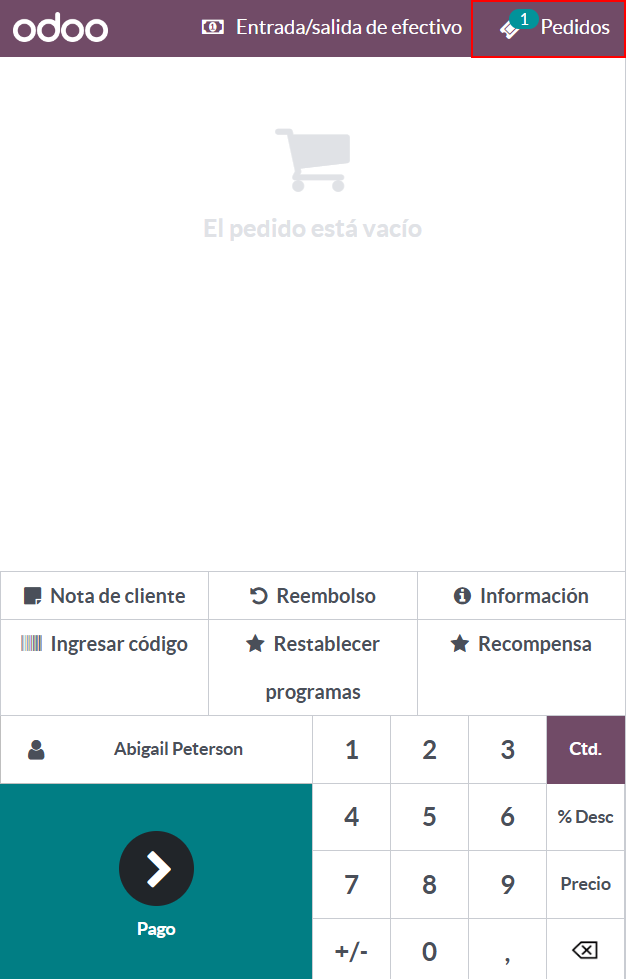 odoo
Entrada/salida de efectivo
1
Pedidos
El pedido está vacío
Nota de cliente
Reembolso
Información
Ingresar código
Restablecer
programas
Recompensa
Abigail Peterson
1
2
3
Ctd.
4
5
6
% Desc
7
8
9
Precio
Pago
+/-
0
,